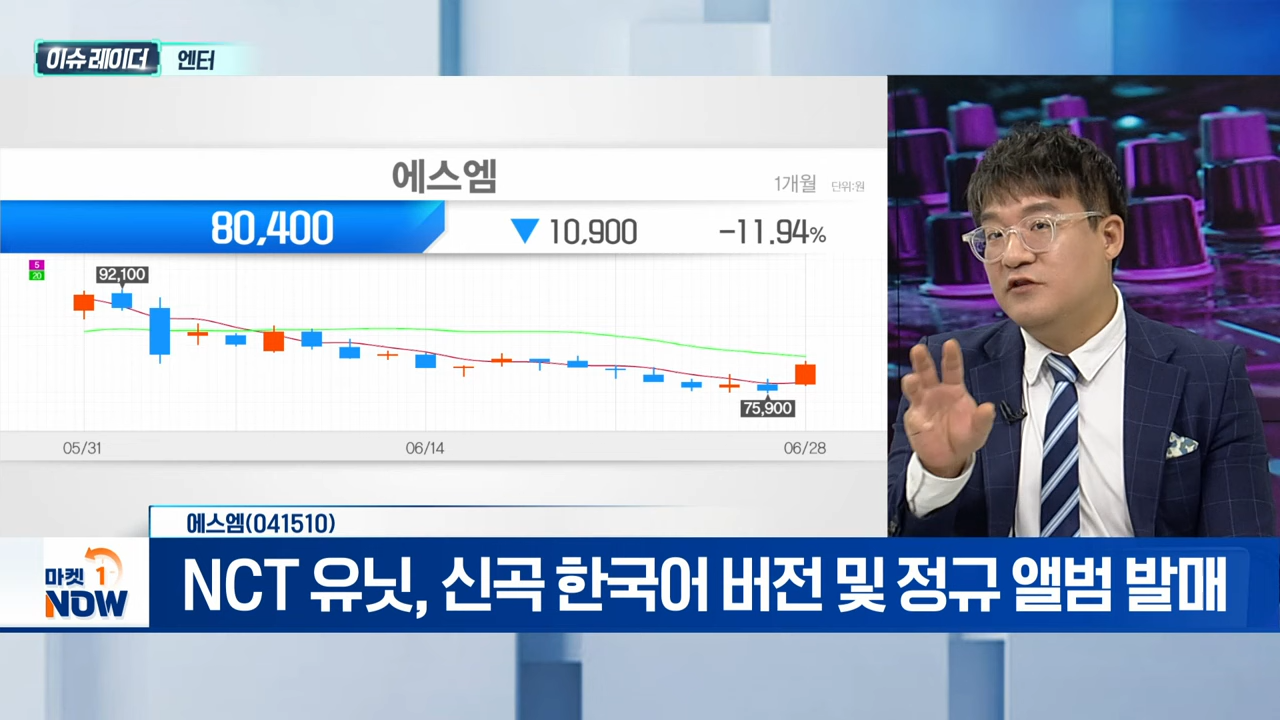 이슈 레이더 엔터
에스엠
1개월 단위:원
80,400 ▼ 10,900 -11.94%
5
20
92,100
75,900
05/31 06/14 06/28
에스엠(041510)
마켓 1
NOW
NCT 유닛, 신곡 한국어 버전 및 정규 앨범 발매